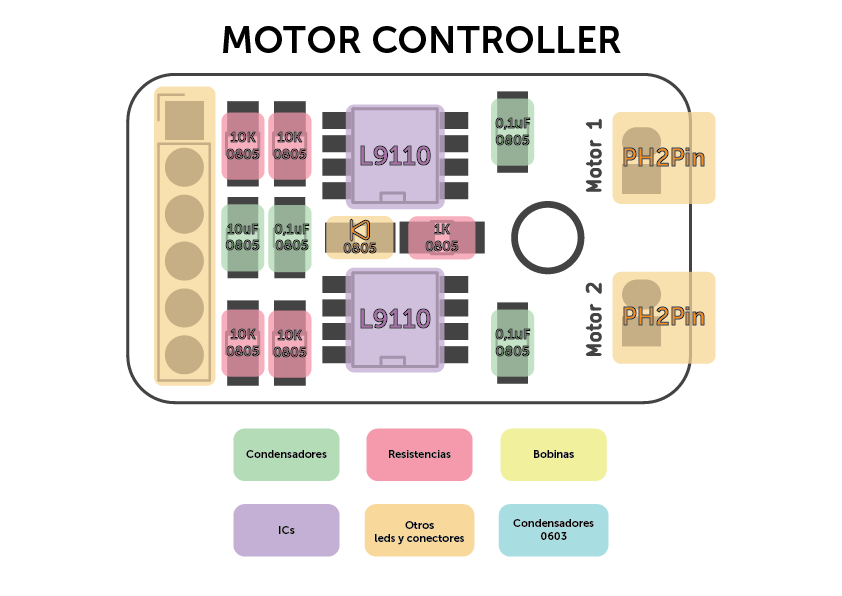 MOTOR CONTROLLER
10K
0805
10K
0805
L9110
0,1uF
0805
Motor 1
PH2Pin
10uF
0805
0,1uF
0805
0805
1K
0805
10K
0805
10K
0805
L9110
0,1uF
0805
Motor 2
PH2Pin
Condensadores
Resistencias
Bobinas
ICs
Otros
leds y conectores
Condensadores
0603